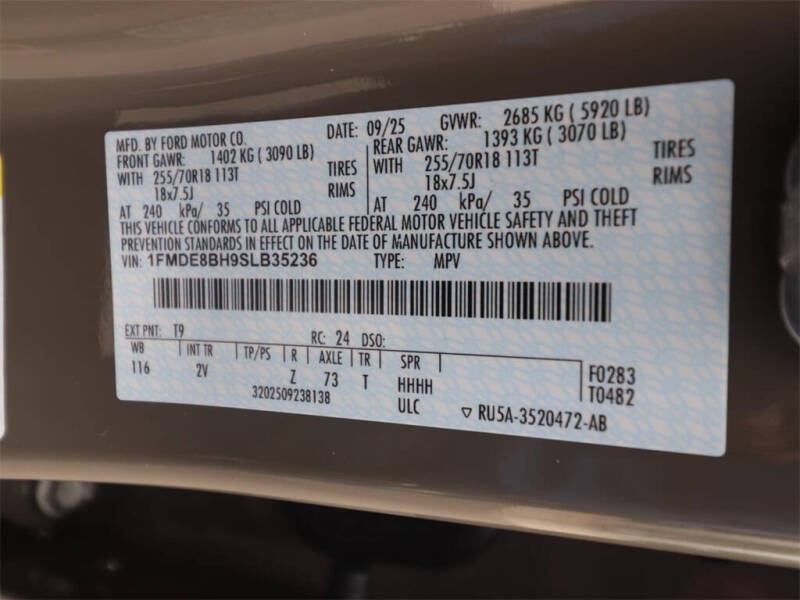 MFD. BY FORD MOTOR CO. DATE: 09/25 GVWR: 2685 KG ( 5920 LB)
FRONT GAWR: 1402 KG ( 3090 LB) REAR GAWR: 1393 KG ( 3070 LB)
WITH 255/70R18 113T TIRES WITH 255/70R18 113T TIRES
18x7.5J RIMS 18x7.5J RIMS
AT 240 kPa/ 35 PSI COLD AT 240 kPa/ 35 PSI COLD
THIS VEHICLE CONFORMS TO ALL APPLICABLE FEDERAL MOTOR VEHICLE SAFETY AND THEFT
PREVENTION STANDARDS IN EFFECT ON THE DATE OF MANUFACTURE SHOWN ABOVE.
VIN: 1FMDE8BH9SLB35236 TYPE: MPV
EXT PNT: T9 RC: 24 DSO:
WB INT TR TP/PS R AXLE TR SPR
116 2V Z 73 T HHHH F0283
3202509238138 ULC T0482
▽ RU5A-3520472-AB